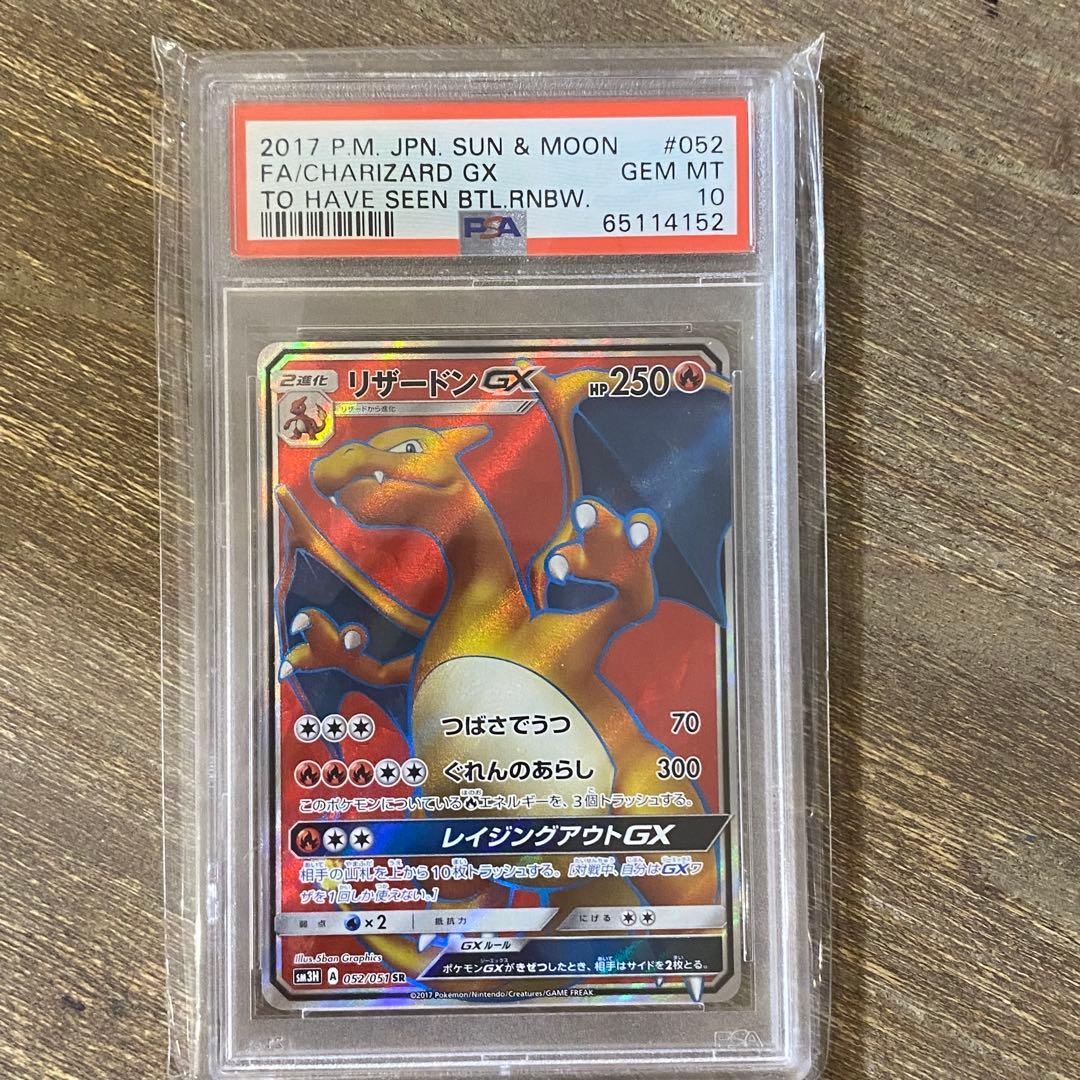 2017 P.M. JPN. SUN & MOON #052
FA/CHARIZARD GX GEM MT
TO HAVE SEEN BTL.RNBW. 10
PSA 65114152
2進化 リザードンGX HP250
リザードから進化
つばさでうつ 70
ぐれんのあらし 300
このポケモンについている エネルギーを、3個トラッシュする。
レイジングアウトGX
相手の山札を上から10枚トラッシュする。[対戦中、自分はGXワ
ザを1回しか使えない。]
弱点 ×2 抵抗力 にげる
GXルール
Illus. 5ban Graphics
ポケモンGXがきぜつしたとき、相手はサイドを2枚とる。
SM3H A 052/051 SR
©2017 Pokémon/Nintendo/Creatures/GAME FREAK.
PSA